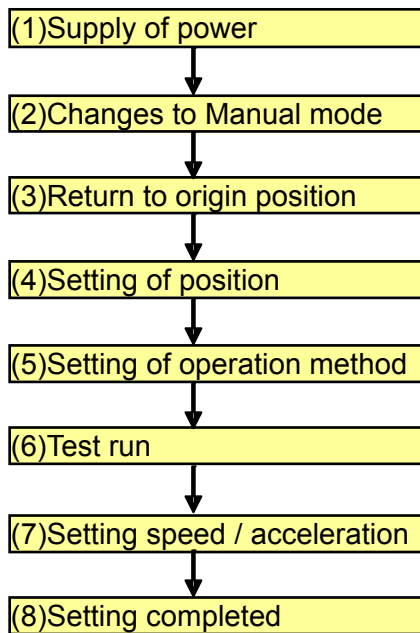 (1)Supply of power
(2)Changes to Manual mode
(3)Return to origin position
(4)Setting of position
(5)Setting of operation method
(6)Test run
(7)Setting speed / acceleration
(8)Setting completed